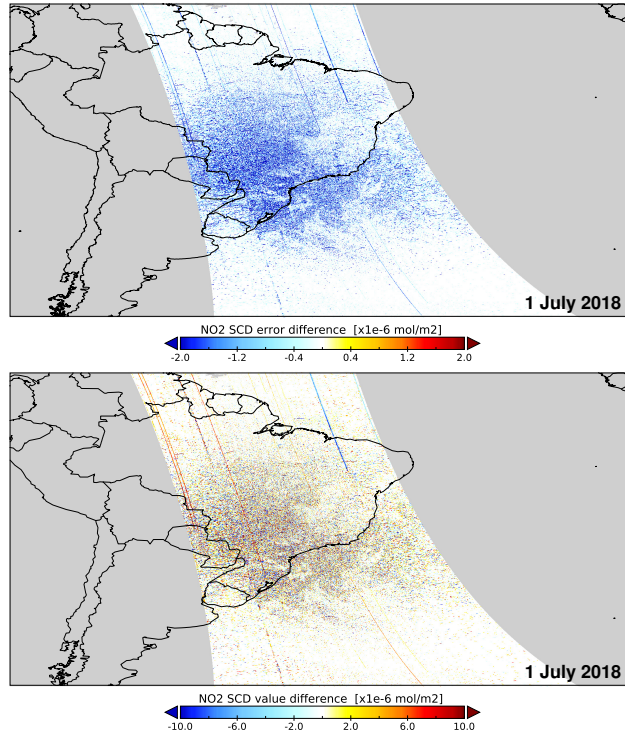 1 July 2018
NO2 SCD error difference [x1e-6 mol/m2]
-2.0 -1.2 -0.4 0.4 1.2 2.0
1 July 2018
NO2 SCD value difference [x1e-6 mol/m2]
-10.0 -6.0 -2.0 2.0 6.0 10.0